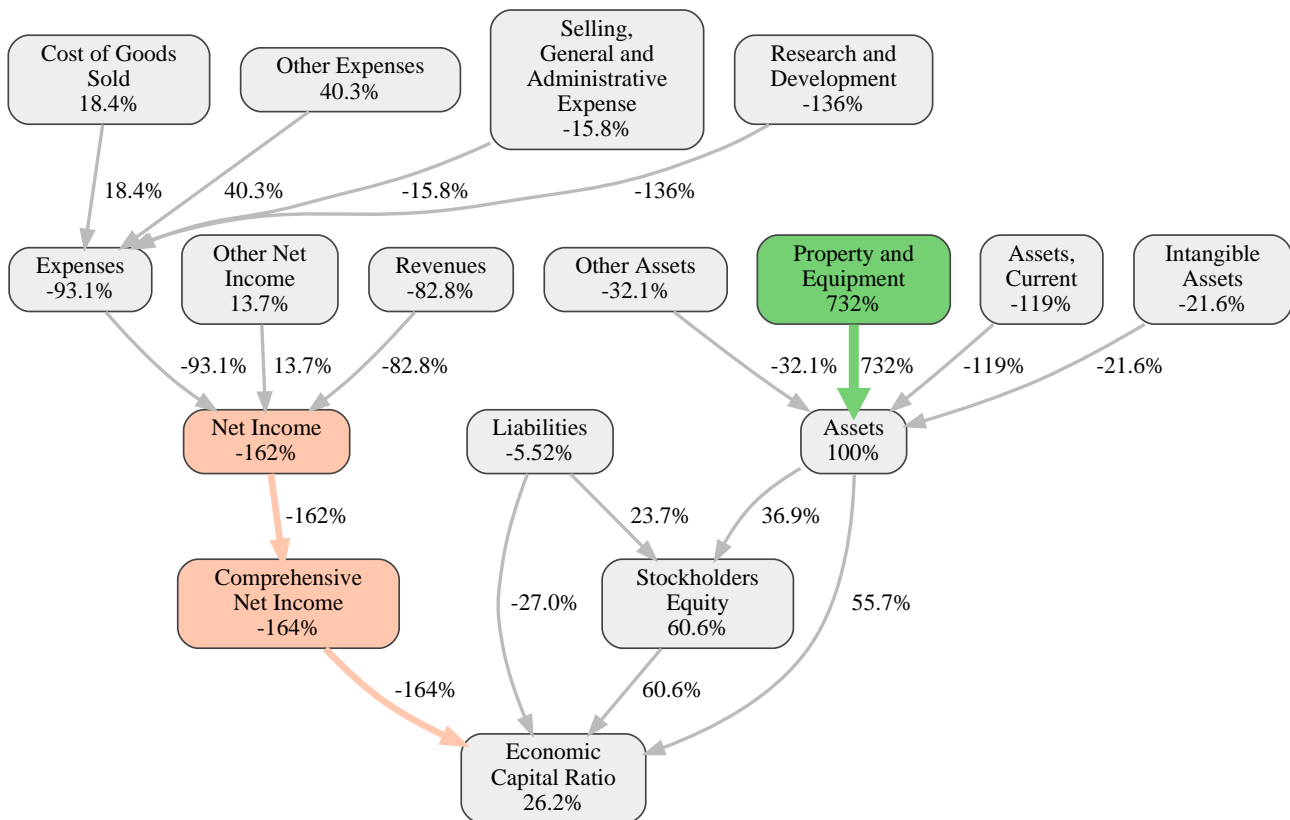 Cost of Goods
Sold
18.4%
Other Expenses
40.3%
Selling,
General and
Administrative
Expense
-15.8%
Research and
Development
-136%
18.4%
40.3%
-15.8%
-136%
Expenses
-93.1%
Other Net
Income
13.7%
Revenues
-82.8%
Other Assets
-32.1%
Property and
Equipment
732%
Assets,
Current
-119%
Intangible
Assets
-21.6%
-93.1%
13.7%
-82.8%
-32.1%
732%
-119%
-21.6%
Net Income
-162%
Liabilities
-5.52%
Assets
100%
-162%
23.7%
36.9%
Comprehensive
Net Income
-164%
-27.0%
Stockholders
Equity
60.6%
55.7%
-164%
60.6%
Economic
Capital Ratio
26.2%